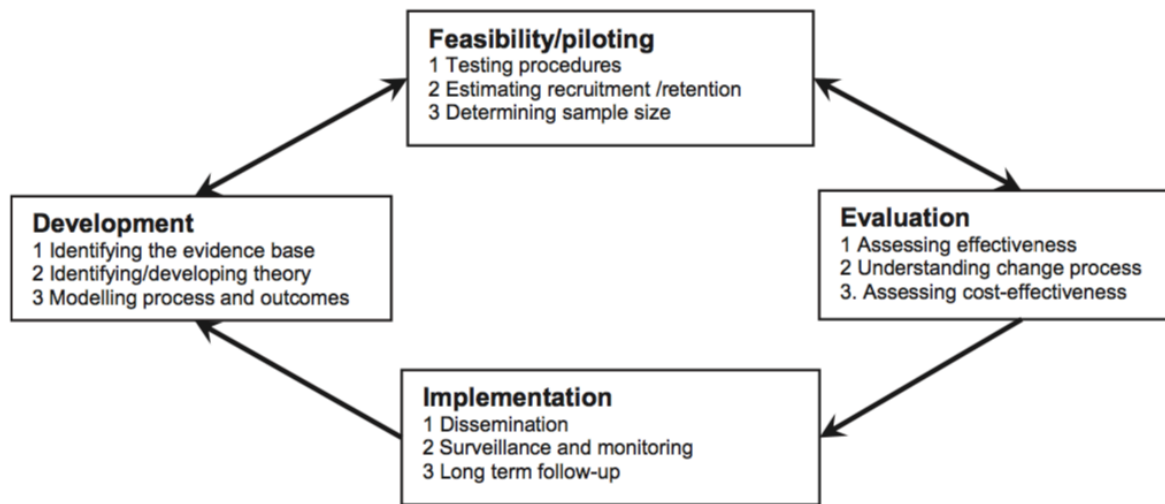 Feasibility/piloting
1 Testing procedures
2 Estimating recruitment /retention
3 Determining sample size
Development
1 Identifying the evidence base
2 Identifying/developing theory
3 Modelling process and outcomes
Evaluation
1 Assessing effectiveness
2 Understanding change process
3. Assessing cost-effectiveness
Implementation
1 Dissemination
2 Surveillance and monitoring
3 Long term follow-up